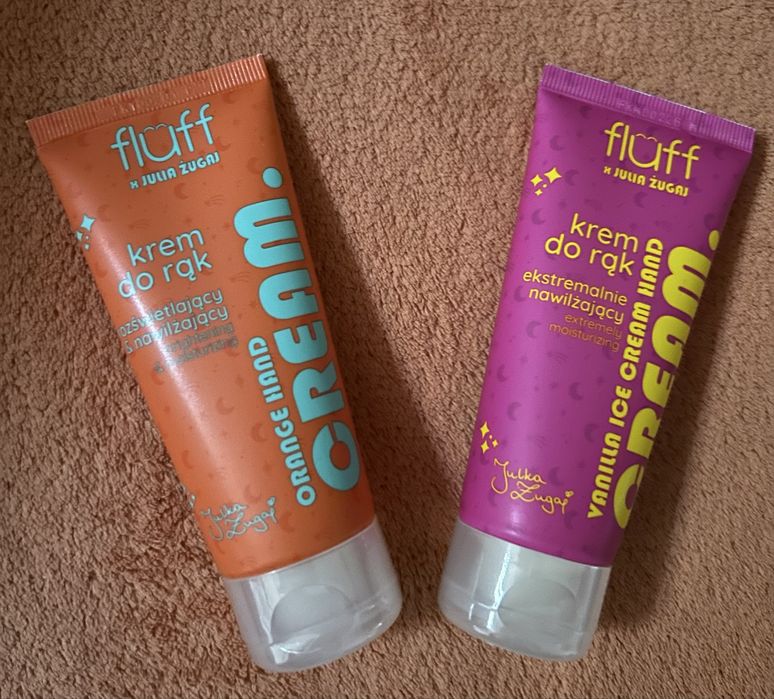 fluff
x JULIA ŻUGAJ
krem
do rąk
rozświetlający
& nawilżający
brightening
& moisturizing
ORANGE HAND
CREAM.
Julka
Żugaj
fluff
x JULIA ŻUGAJ
krem
do rąk
ekstremalnie
nawilżający
extremely
moisturizing
VANILLA ICE CREAM HAND
CREAM.
Julka
Żugaj